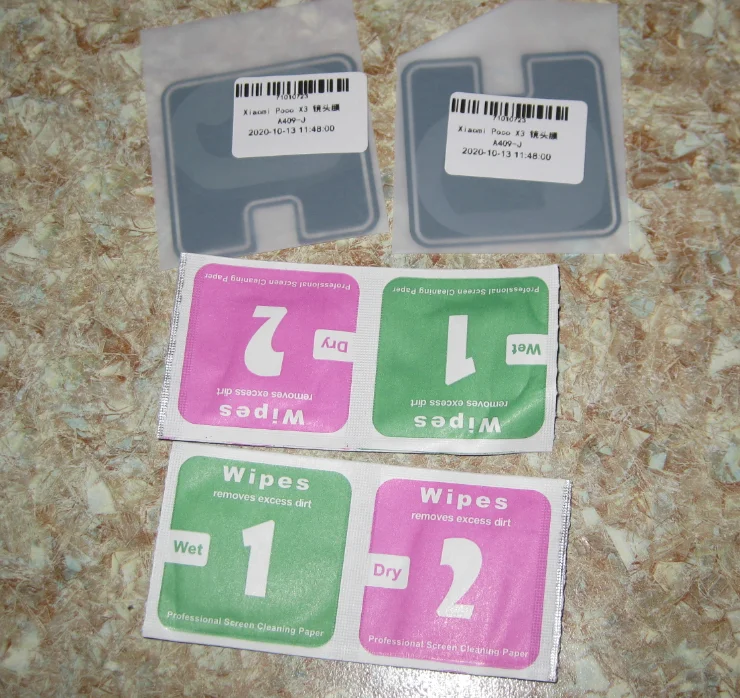 71010723
Xiaomi Poco X3 镜头膜
A409-J
2020-10-13 11:48:00
71010723
Xiaomi Poco X3 镜头膜
A409-J
2020-10-13 11:48:00
Wipes
removes excess dirt
2
Dry
Professional Screen Cleaning Paper
Wipes
removes excess dirt
1
Wet
Professional Screen Cleaning Paper
Wipes
removes excess dirt
1
Wet
Professional Screen Cleaning Paper
Wipes
removes excess dirt
2
Dry
Professional Screen Cleaning Paper